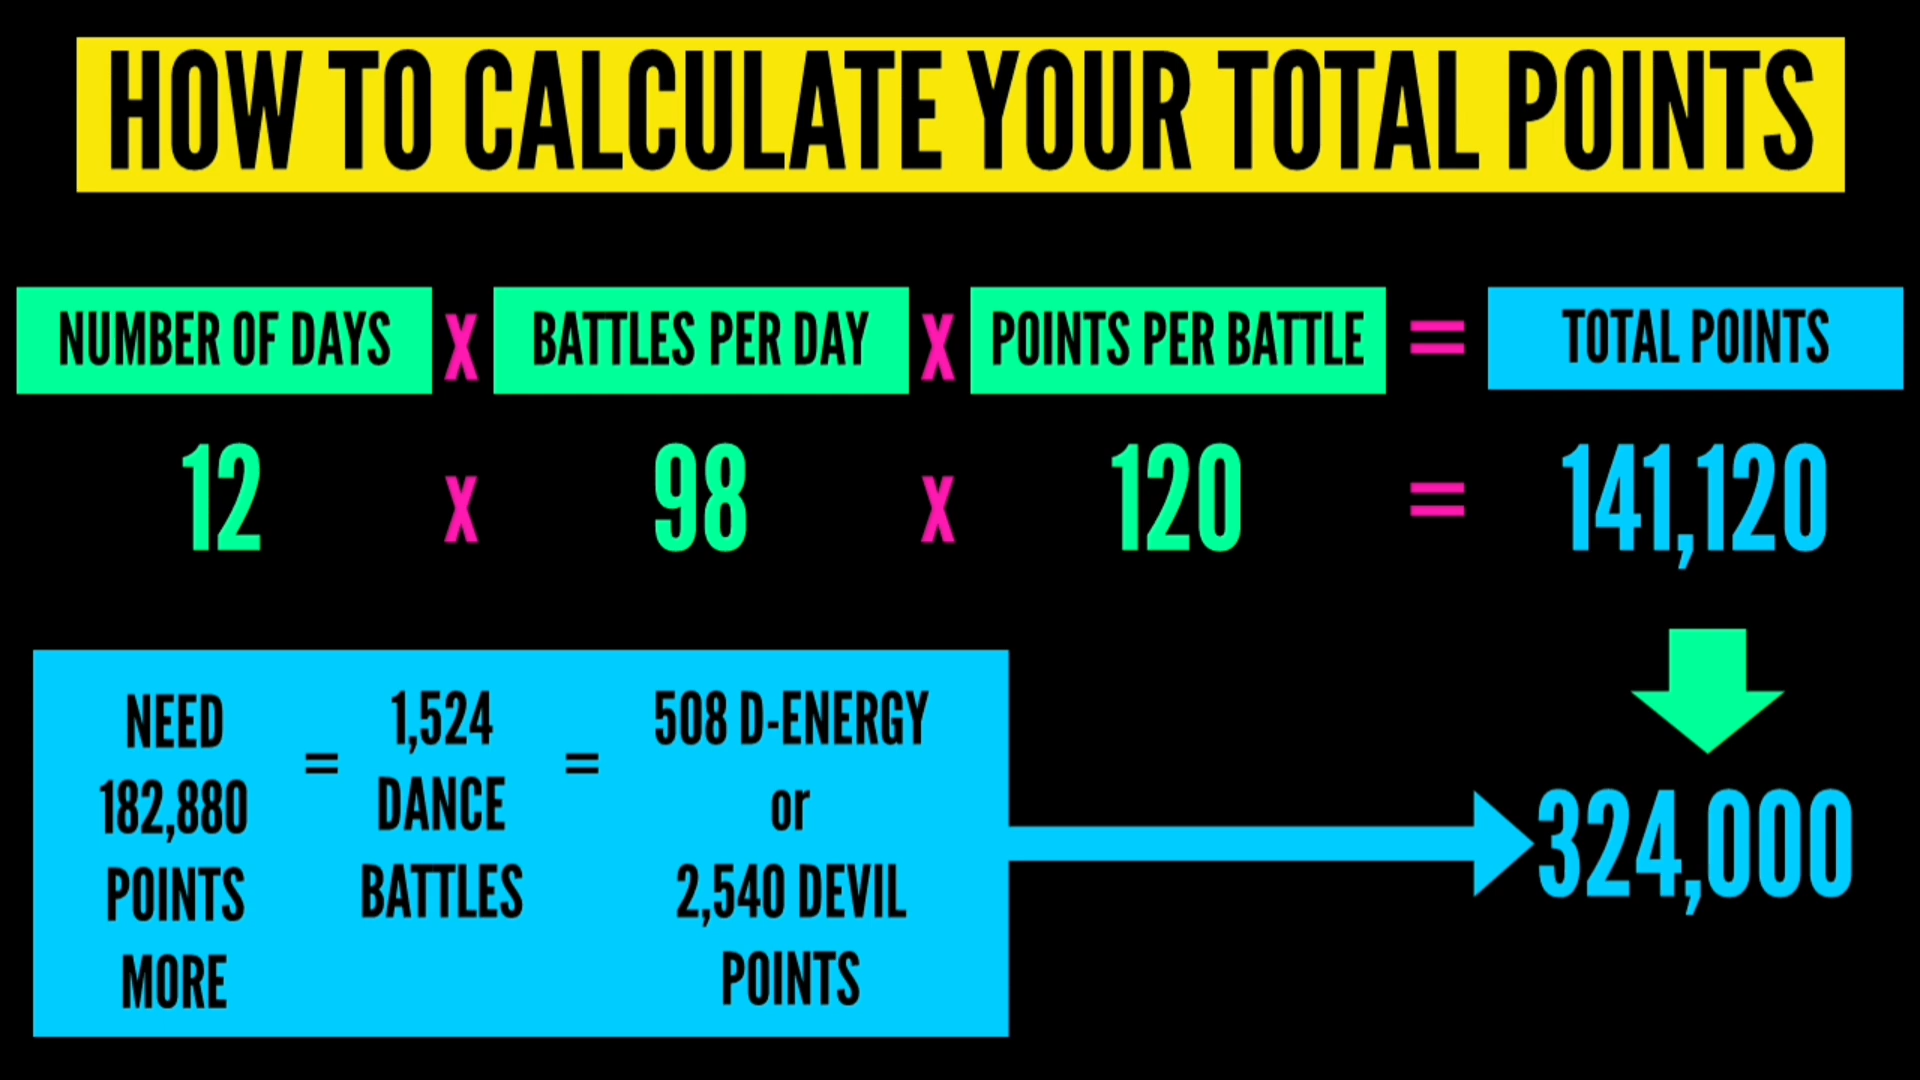 HOW TO CALCULATE YOUR TOTAL POINTS
NUMBER OF DAYS X BATTLES PER DAY X POINTS PER BATTLE = TOTAL POINTS
12 X 98 X 120 = 141,120
NEED
182,880
POINTS
MORE
=
1,524
DANCE
BATTLES
=
508 D-ENERGY
or
2,540 DEVIL
POINTS
324,000